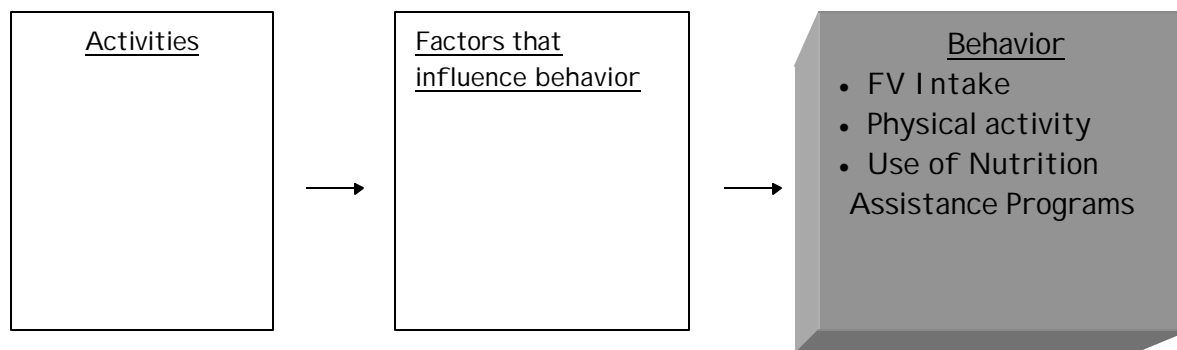 Activities
Factors that
influence behavior
Behavior
• FV Intake
• Physical activity
• Use of Nutrition
Assistance Programs